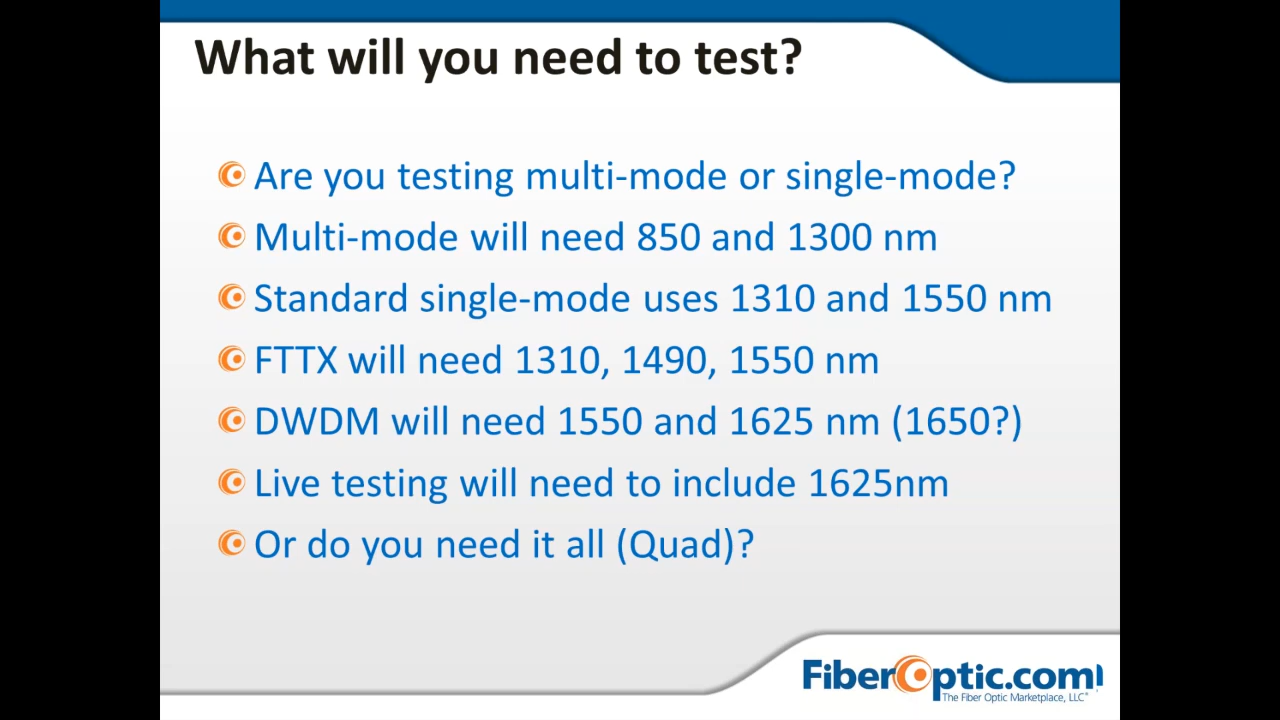 What will you need to test?
Are you testing multi-mode or single-mode?
Multi-mode will need 850 and 1300 nm
Standard single-mode uses 1310 and 1550 nm
FTTX will need 1310, 1490, 1550 nm
DWDM will need 1550 and 1625 nm (1650?)
Live testing will need to include 1625nm
Or do you need it all (Quad)?
FiberOptic.com
The Fiber Optic Marketplace, LLC